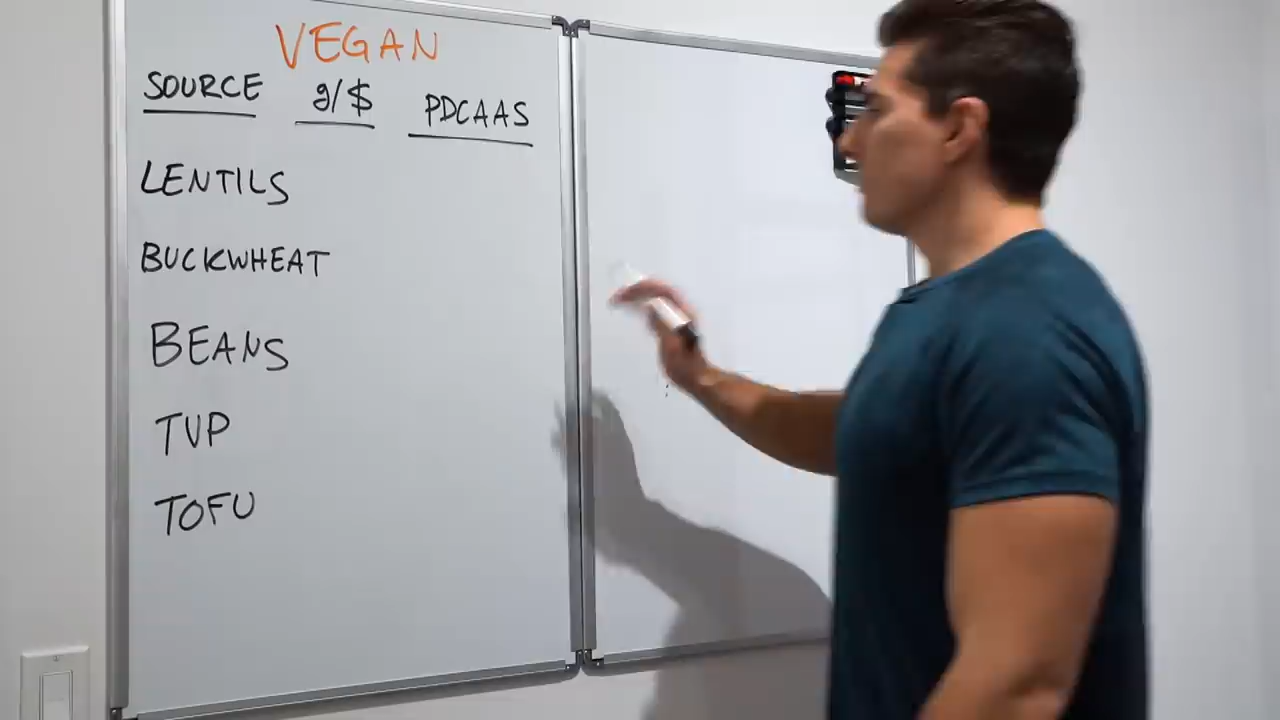 VEGAN
SOURCE g/$ PDCAAS
LENTILS
BUCKWHEAT
BEANS
TVP
TOFU